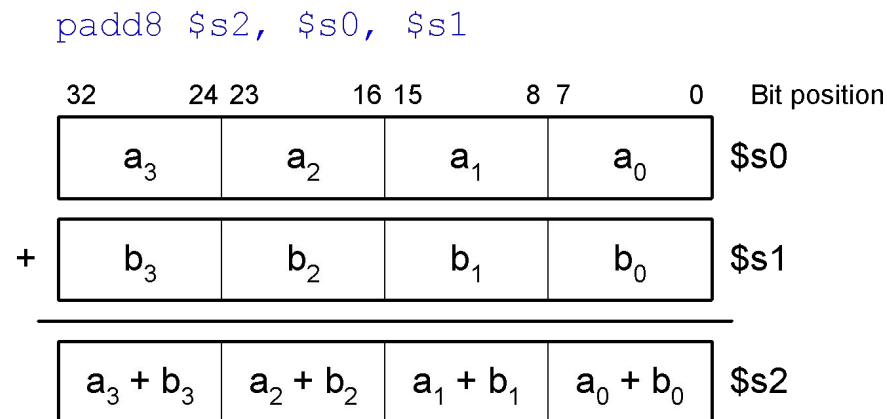 padd8 $s2, $s0, $s1
32 24 23 16 15 8 7 0 Bit position
a₃ a₂ a₁ a₀ $s0
+ b₃ b₂ b₁ b₀ $s1
a₃ + b₃ a₂ + b₂ a₁ + b₁ a₀ + b₀ $s2